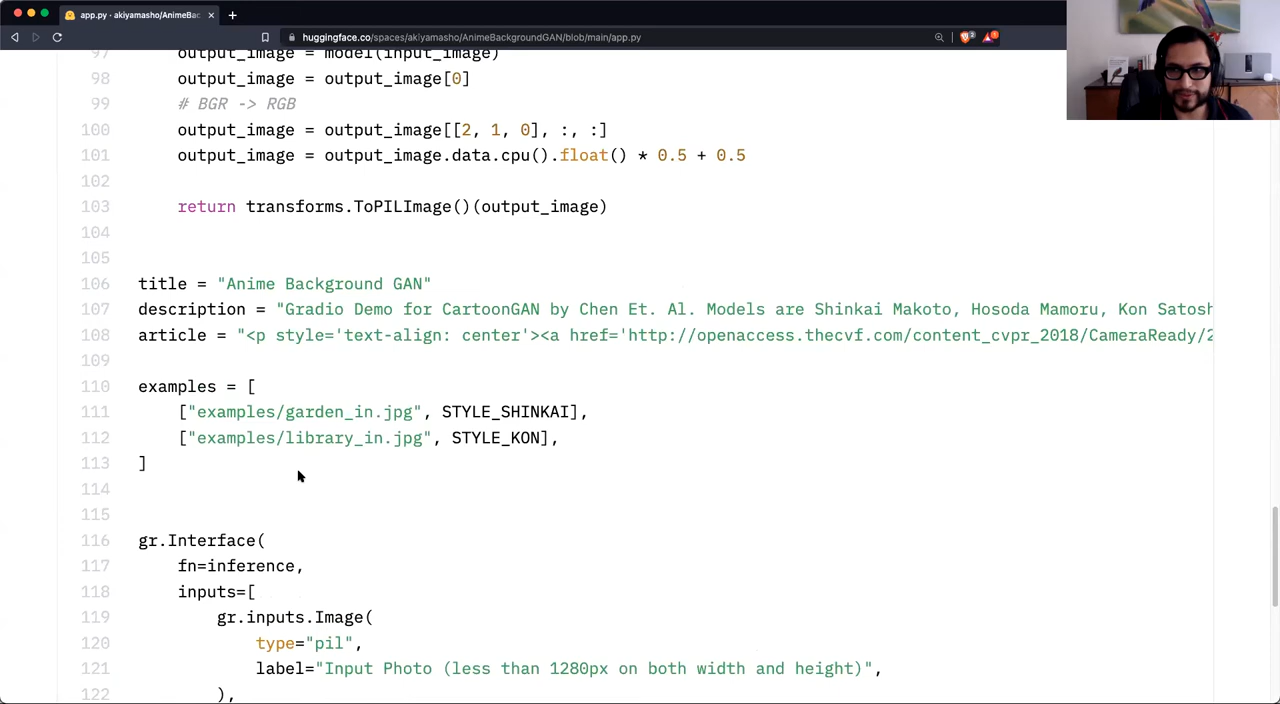 app.py · akiyamasho/AnimeBac
huggingface.co/spaces/akiyamasho/AnimeBackgroundGAN/blob/main/app.py
97 output_image = model(input_image)
98 output_image = output_image[0]
99 # BGR -> RGB
100 output_image = output_image[[2, 1, 0], :, :]
101 output_image = output_image.data.cpu().float() * 0.5 + 0.5
102
103 return transforms.ToPILImage()(output_image)
104
105
106 title = "Anime Background GAN"
107 description = "Gradio Demo for CartoonGAN by Chen Et. Al. Models are Shinkai Makoto, Hosoda Mamoru, Kon Satosh
108 article = "<p style='text-align: center'><a href='http://openaccess.thecvf.com/content_cvpr_2018/CameraReady/2
109
110 examples = [
111 ["examples/garden_in.jpg", STYLE_SHINKAI],
112 ["examples/library_in.jpg", STYLE_KON],
113 ]
114
115
116 gr.Interface(
117 fn=inference,
118 inputs=[
119 gr.inputs.Image(
120 type="pil",
121 label="Input Photo (less than 1280px on both width and height)",
122 ),